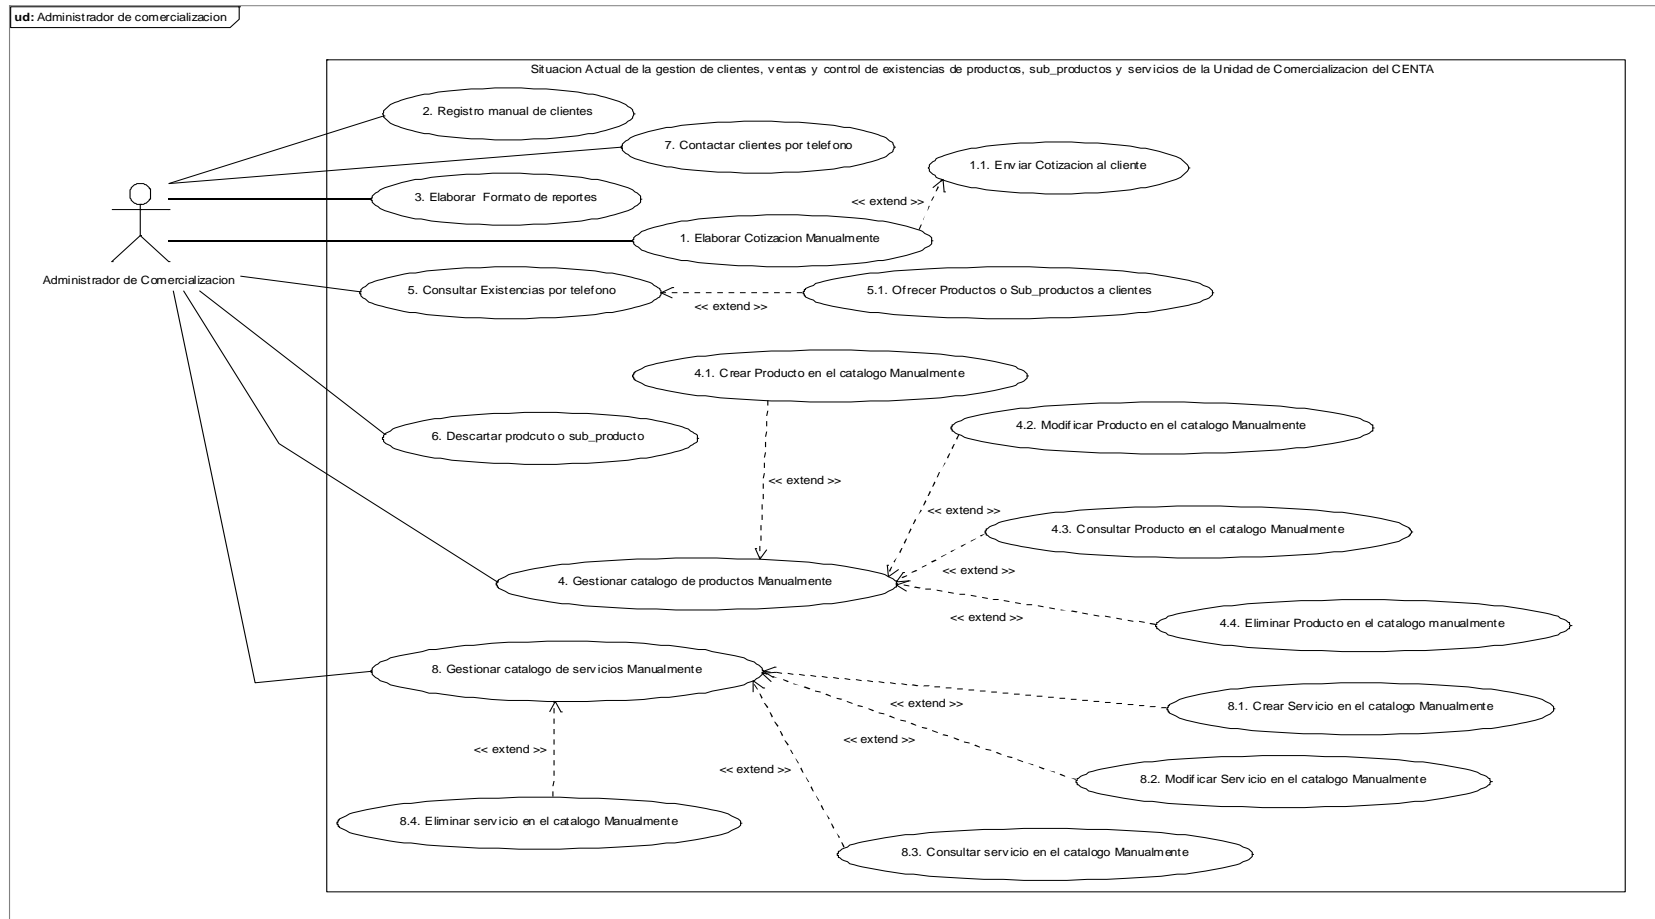 ud: Administrador de comercializacion
Situacion Actual de la gestion de clientes, ventas y control de existencias de productos, sub_productos y servicios de la Unidad de Comercializacion del CENTA
2. Registro manual de clientes
7. Contactar clientes por telefono
1.1. Enviar Cotizacion al cliente
3. Elaborar Formato de reportes
<< extend >>
1. Elaborar Cotizacion Manualmente
Administrador de Comercializacion
5. Consultar Existencias por telefono
5.1. Ofrecer Productos o Sub_productos a clientes
<< extend >>
4.1. Crear Producto en el catalogo Manualmente
4.2. Modificar Producto en el catalogo Manualmente
6. Descartar prodcuto o sub_producto
<< extend >>
<< extend >>
4.3. Consultar Producto en el catalogo Manualmente
<< extend >>
4. Gestionar catalogo de productos Manualmente
<< extend >>
4.4. Eliminar Producto en el catalogo manualmente
8. Gestionar catalogo de servicios Manualmente
<< extend >>
8.1. Crear Servicio en el catalogo Manualmente
<< extend >>
<< extend >>
<< extend >>
8.2. Modificar Servicio en el catalogo Manualmente
8.4. Eliminar servicio en el catalogo Manualmente
8.3. Consultar servicio en el catalogo Manualmente